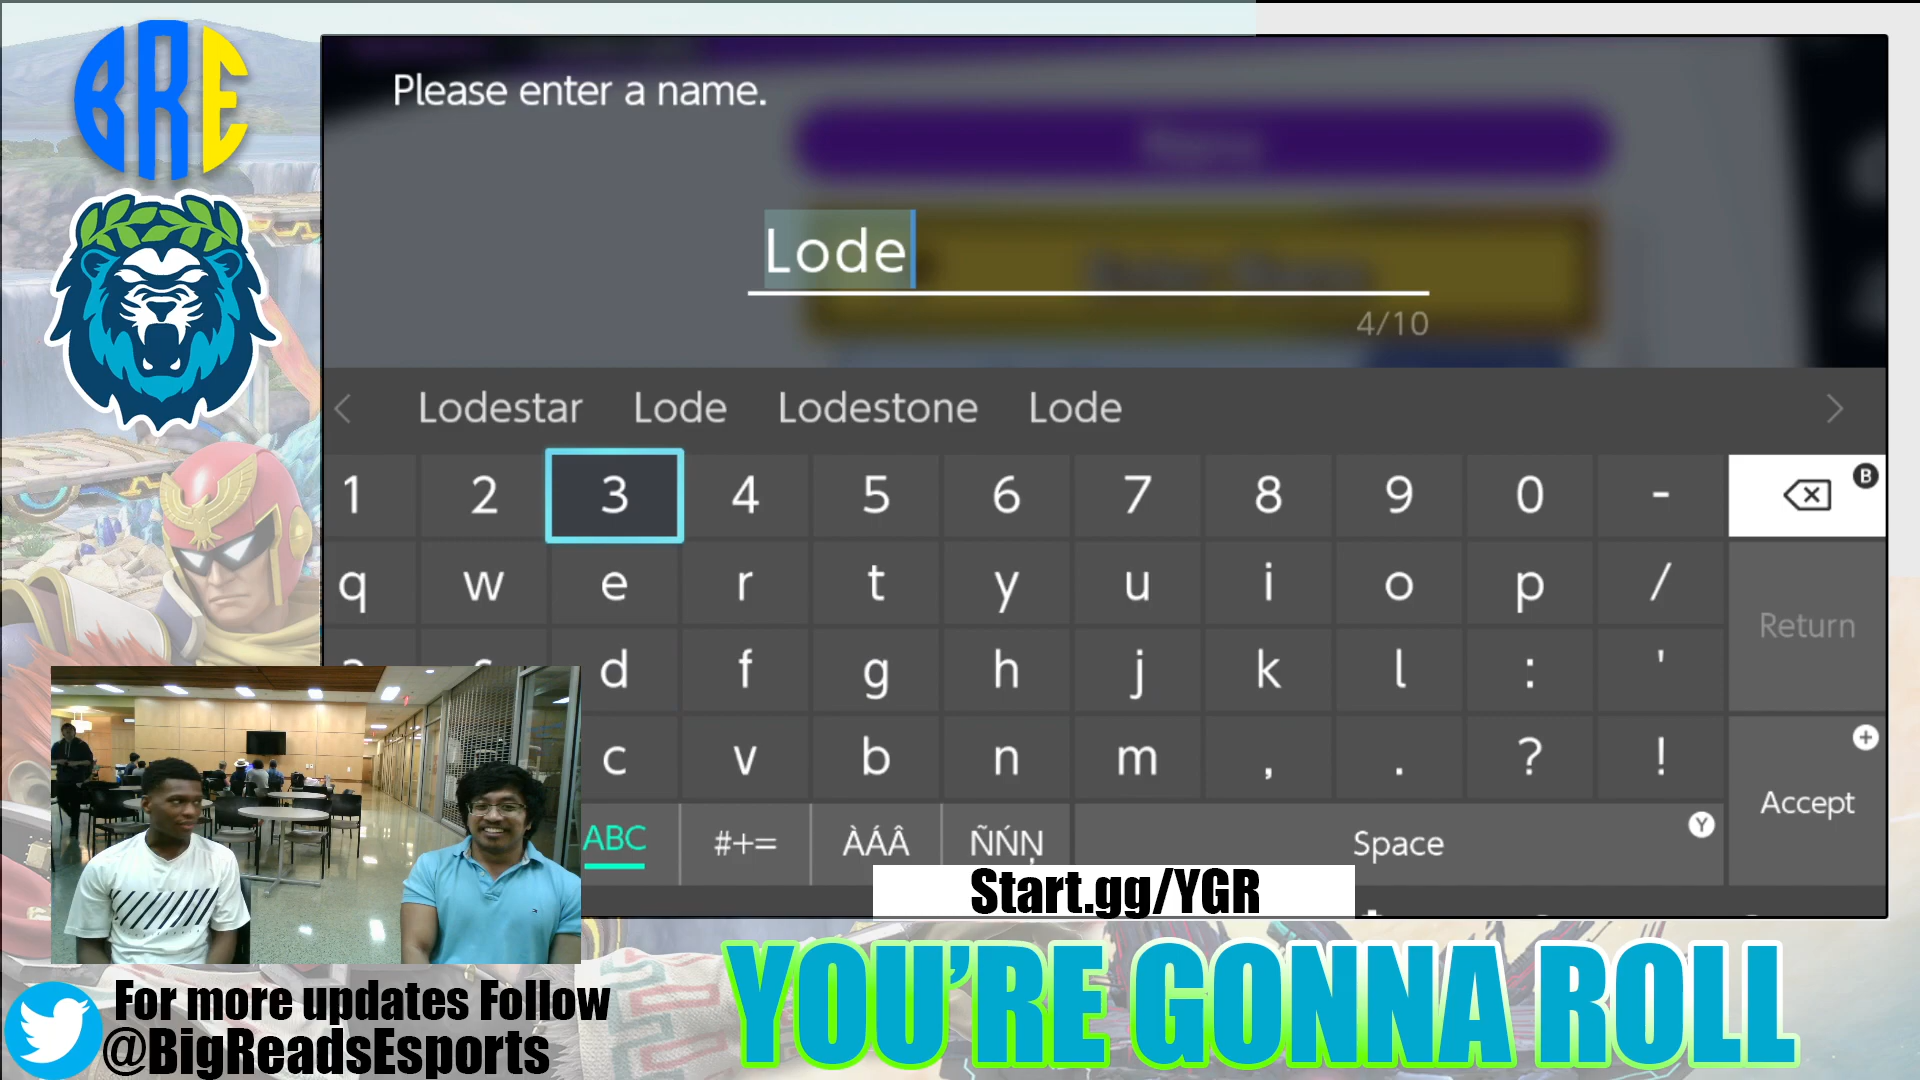 BRE
Please enter a name.
Lode
4/10
Lodestar Lode Lodestone Lode
1 2 3 4 5 6 7 8 9 0 - B
q w e r t y u i o p /
Return
d f g h j k l : '
c v b n m , . ? ! +
Accept
ABC #+= ÀÁÂ ÑŃŅ Space Y
Start.gg/YGR
YOU'RE GONNA ROLL
For more updates Follow
@BigReadsEsports